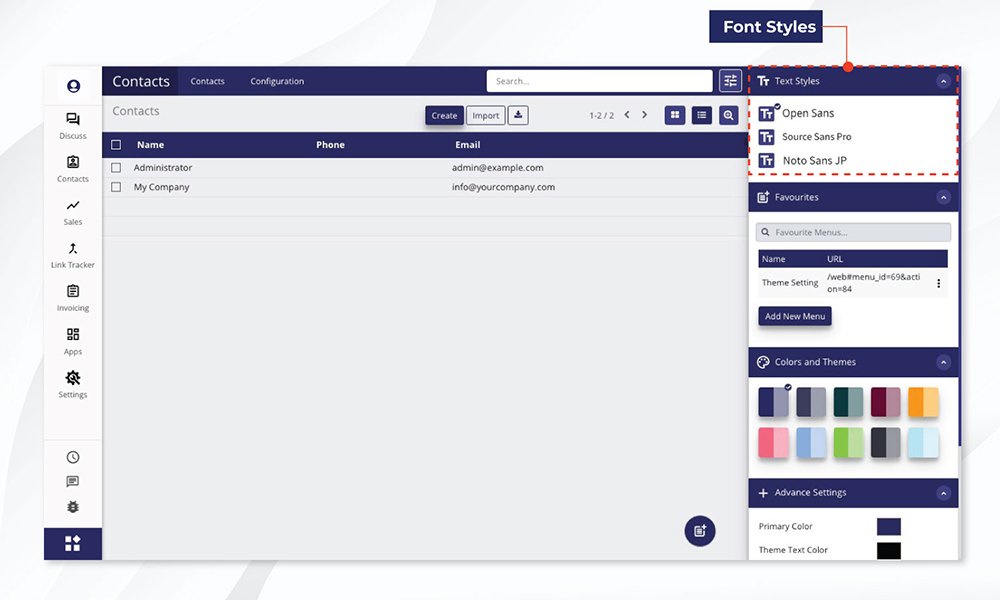 Font Styles
Contacts
Contacts
Configuration
Search...
Text Styles
Contacts
Create
Import
1-2 / 2
Open Sans
Source Sans Pro
Noto Sans JP
Name
Phone
Email
Administrator
admin@example.com
My Company
info@yourcompany.com
Discuss
Contacts
Sales
Link Tracker
Invoicing
Apps
Settings
Favourites
Favourite Menus...
Name
URL
Theme Setting
/web#menu_id=69&acti
on=84
Add New Menu
Colors and Themes
Advance Settings
Primary Color
Theme Text Color